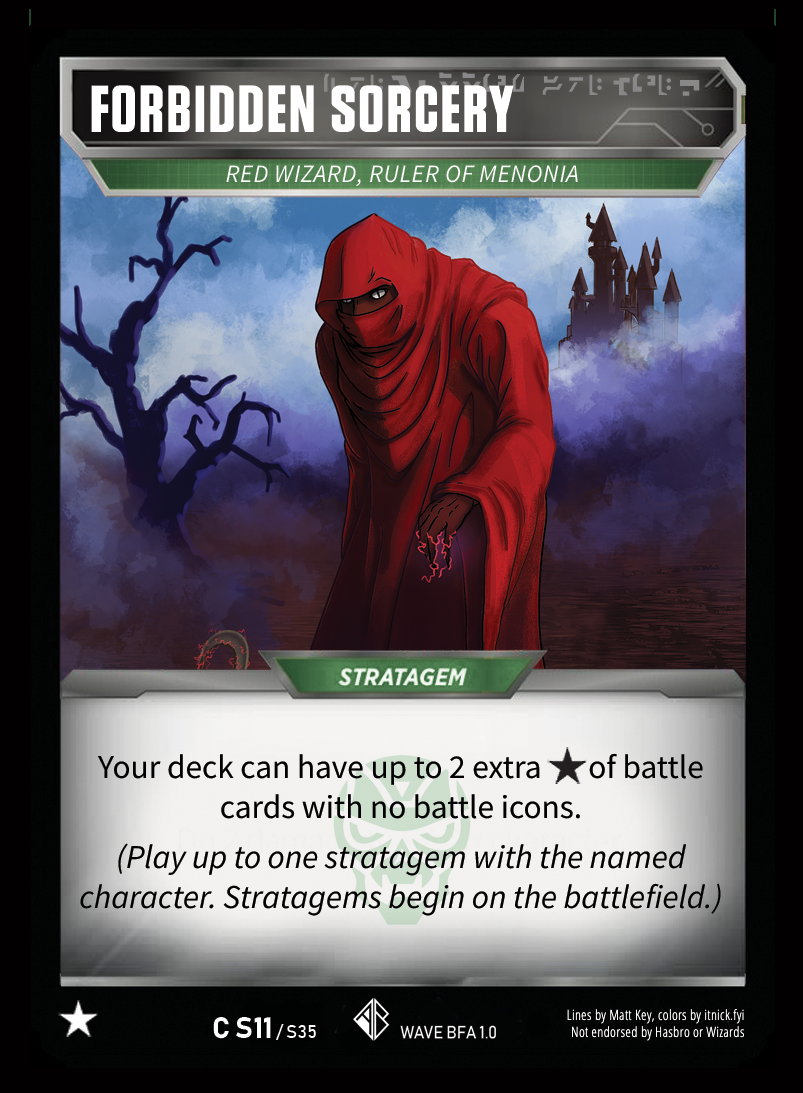 FORBIDDEN SORCERY
RED WIZARD, RULER OF MENONIA
STRATAGEM
Your deck can have up to 2 extra ★ of battle
cards with no battle icons.
(Play up to one stratagem with the named
character. Stratagems begin on the battlefield.)
C S11/S35
WAVE BFA 1.0
Lines by Matt Key, colors by itnick.fyi
Not endorsed by Hasbro or Wizards